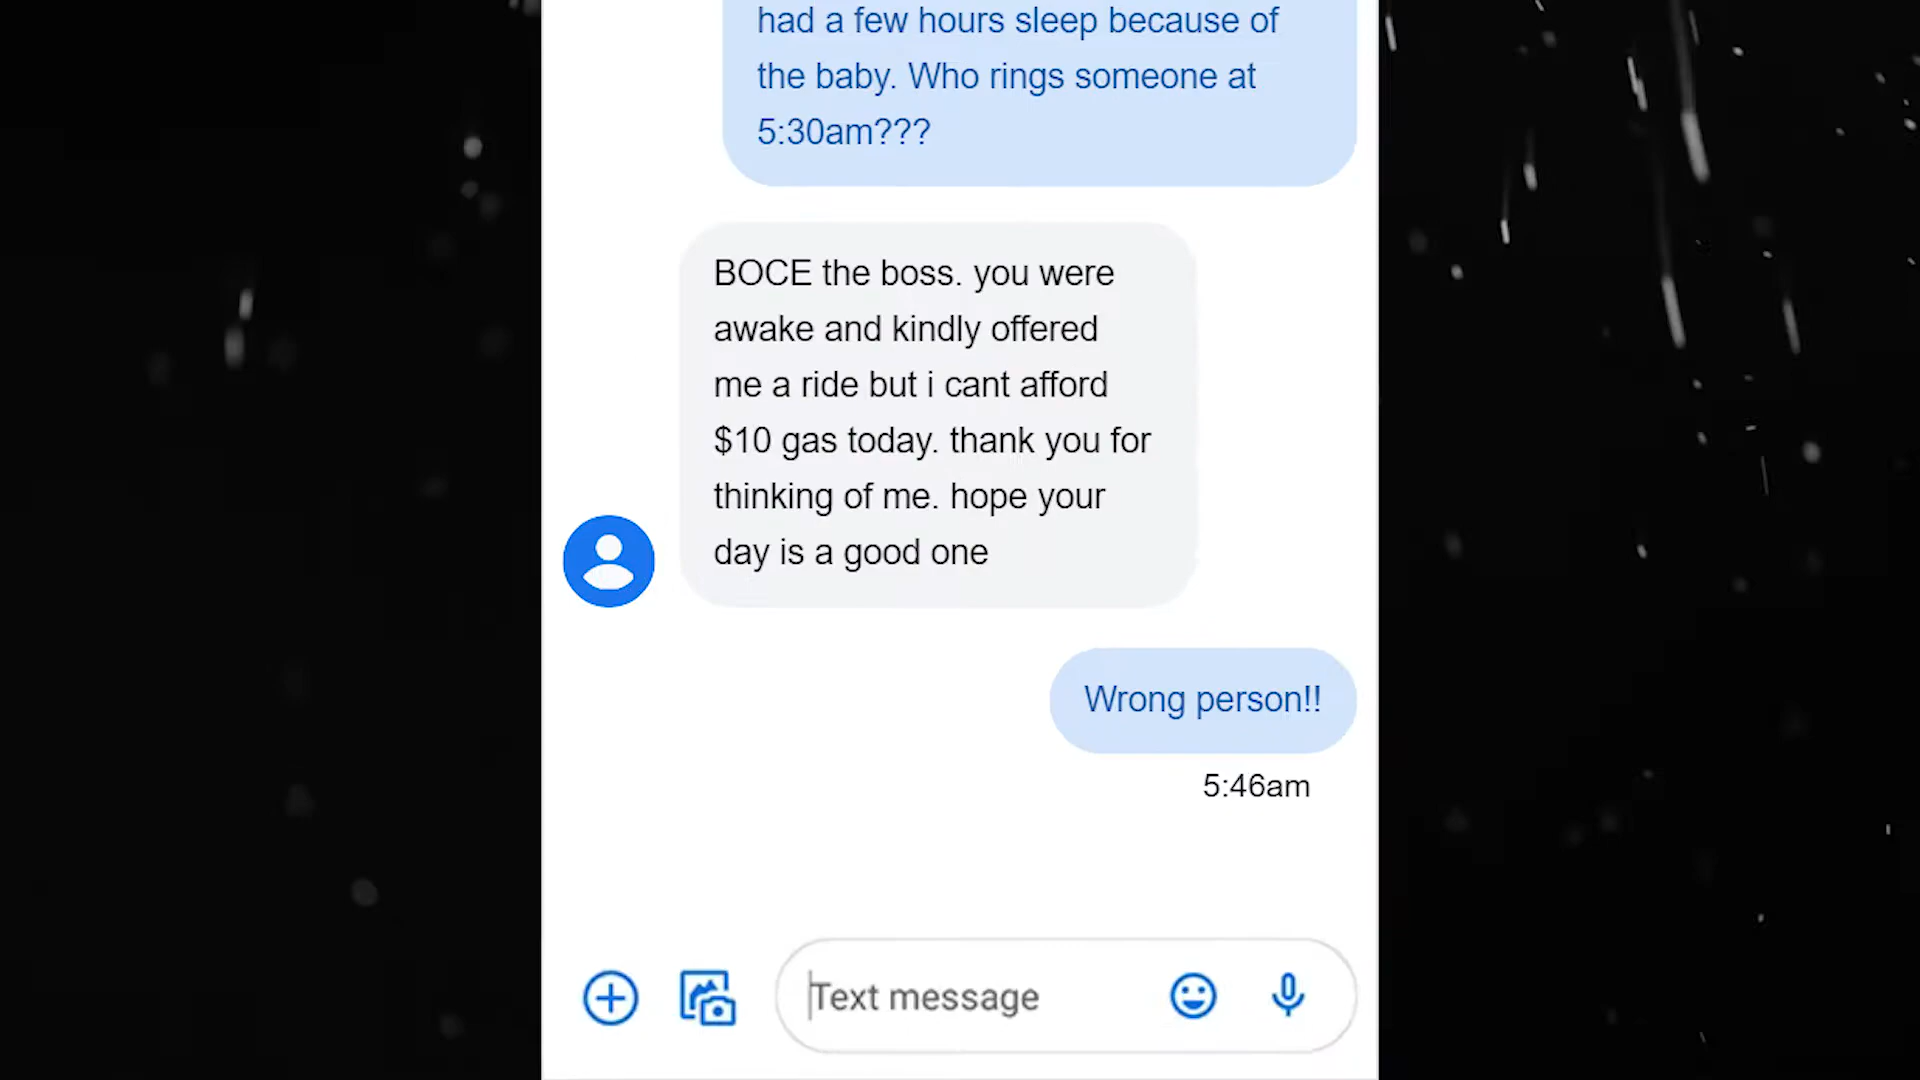 had a few hours sleep because of
the baby. Who rings someone at
5:30am???
BOCE the boss. you were
awake and kindly offered
me a ride but i cant afford
$10 gas today. thank you for
thinking of me. hope your
day is a good one
Wrong person!!
5:46am
Text message